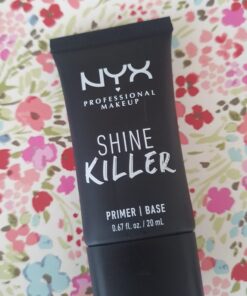 NYX
PROFESSIONAL
MAKEUP
SHINE
KILLER
PRIMER | BASE
0.67 fl. oz. / 20 mL